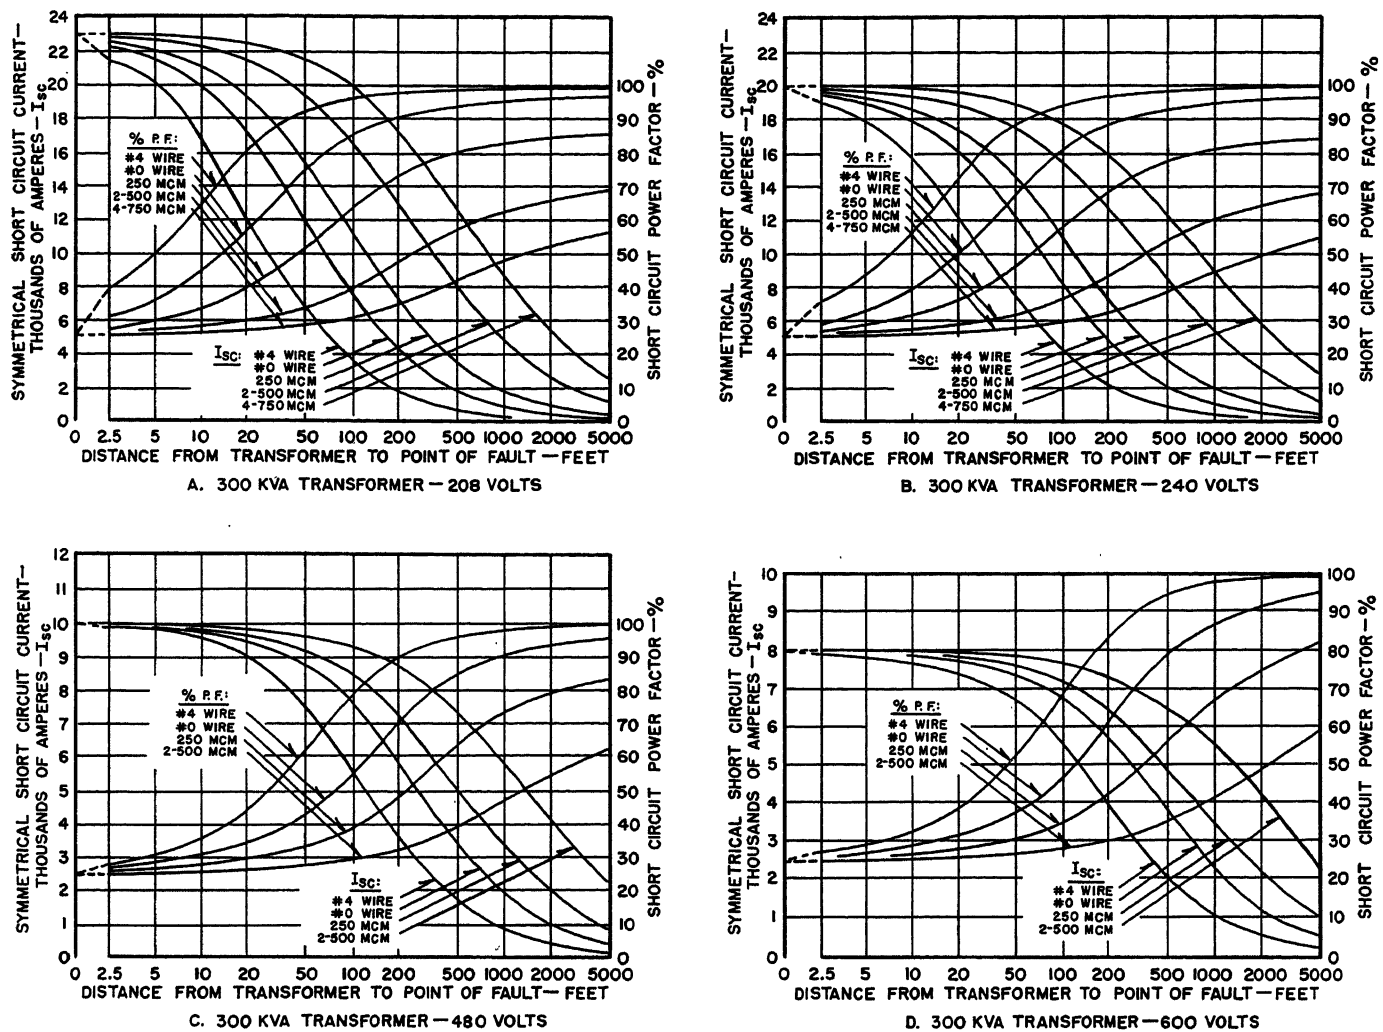 SYMMETRICAL SHORT CIRCUIT CURRENT—
THOUSANDS OF AMPERES—ISC
24
22
20
18
16
14
12
10
8
6
4
2
0
% P.F.:
#4 WIRE
#0 WIRE
250 MCM
2-500 MCM
4-750 MCM
ISC:
#4 WIRE
#0 WIRE
250 MCM
2-500 MCM
4-750 MCM
100
90
80
70
60
50
40
30
20
10
0
SHORT CIRCUIT POWER FACTOR—%
0 2.5 5 10 20 50 100 200 500 1000 2000 5000
DISTANCE FROM TRANSFORMER TO POINT OF FAULT—FEET
A. 300 KVA TRANSFORMER—208 VOLTS
SYMMETRICAL SHORT CIRCUIT CURRENT—
THOUSANDS OF AMPERES—ISC
24
22
20
18
16
14
12
10
8
6
4
2
0
% P.F.:
#4 WIRE
#0 WIRE
250 MCM
2-500 MCM
4-750 MCM
ISC:
#4 WIRE
#0 WIRE
250 MCM
2-500 MCM
4-750 MCM
100
90
80
70
60
50
40
30
20
10
0
SHORT CIRCUIT POWER FACTOR—%
0 2.5 5 10 20 50 100 200 500 1000 2000 5000
DISTANCE FROM TRANSFORMER TO POINT OF FAULT—FEET
B. 300 KVA TRANSFORMER—240 VOLTS
SYMMETRICAL SHORT CIRCUIT CURRENT—
THOUSANDS OF AMPERES—ISC
12
11
10
9
8
7
6
5
4
3
2
1
0
% P.F.:
#4 WIRE
#0 WIRE
250 MCM
2-500 MCM
ISC:
#4 WIRE
#0 WIRE
250 MCM
2-500 MCM
100
90
80
70
60
50
40
30
20
10
0
SHORT CIRCUIT POWER FACTOR—%
0 2.5 5 10 20 50 100 200 500 1000 2000 5000
DISTANCE FROM TRANSFORMER TO POINT OF FAULT—FEET
C. 300 KVA TRANSFORMER—480 VOLTS
SYMMETRICAL SHORT CIRCUIT CURRENT—
THOUSANDS OF AMPERES—ISC
10
9
8
7
6
5
4
3
2
1
0
% P.F.:
#4 WIRE
#0 WIRE
250 MCM
2-500 MCM
ISC:
#4 WIRE
#0 WIRE
250 MCM
2-500 MCM
100
90
80
70
60
50
40
30
20
10
0
SHORT CIRCUIT POWER FACTOR—%
0 2.5 5 10 20 50 100 200 500 1000 2000 5000
DISTANCE FROM TRANSFORMER TO POINT OF FAULT—FEET
D. 300 KVA TRANSFORMER—600 VOLTS